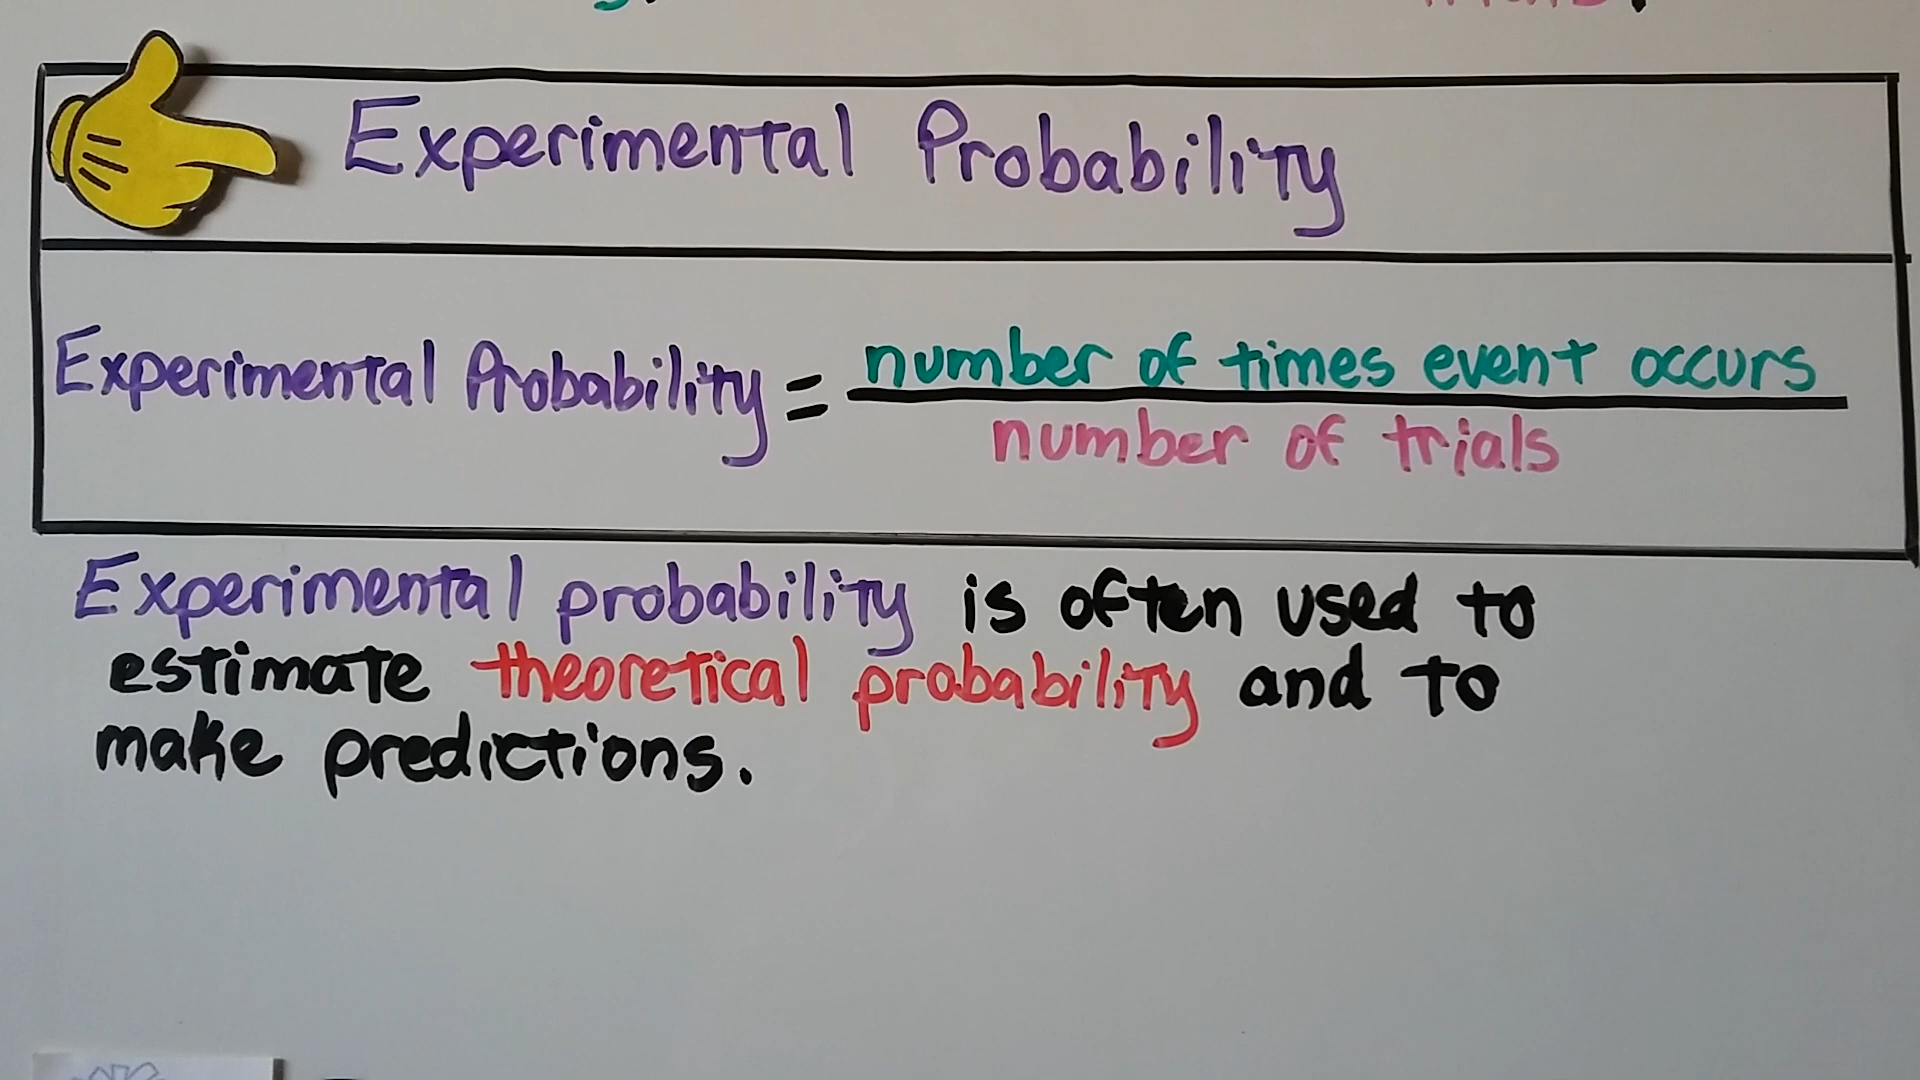 Experimental Probability
Experimental Probability = number of times event occurs
number of trials
Experimental probability is often used to
estimate theoretical probability and to
make predictions.